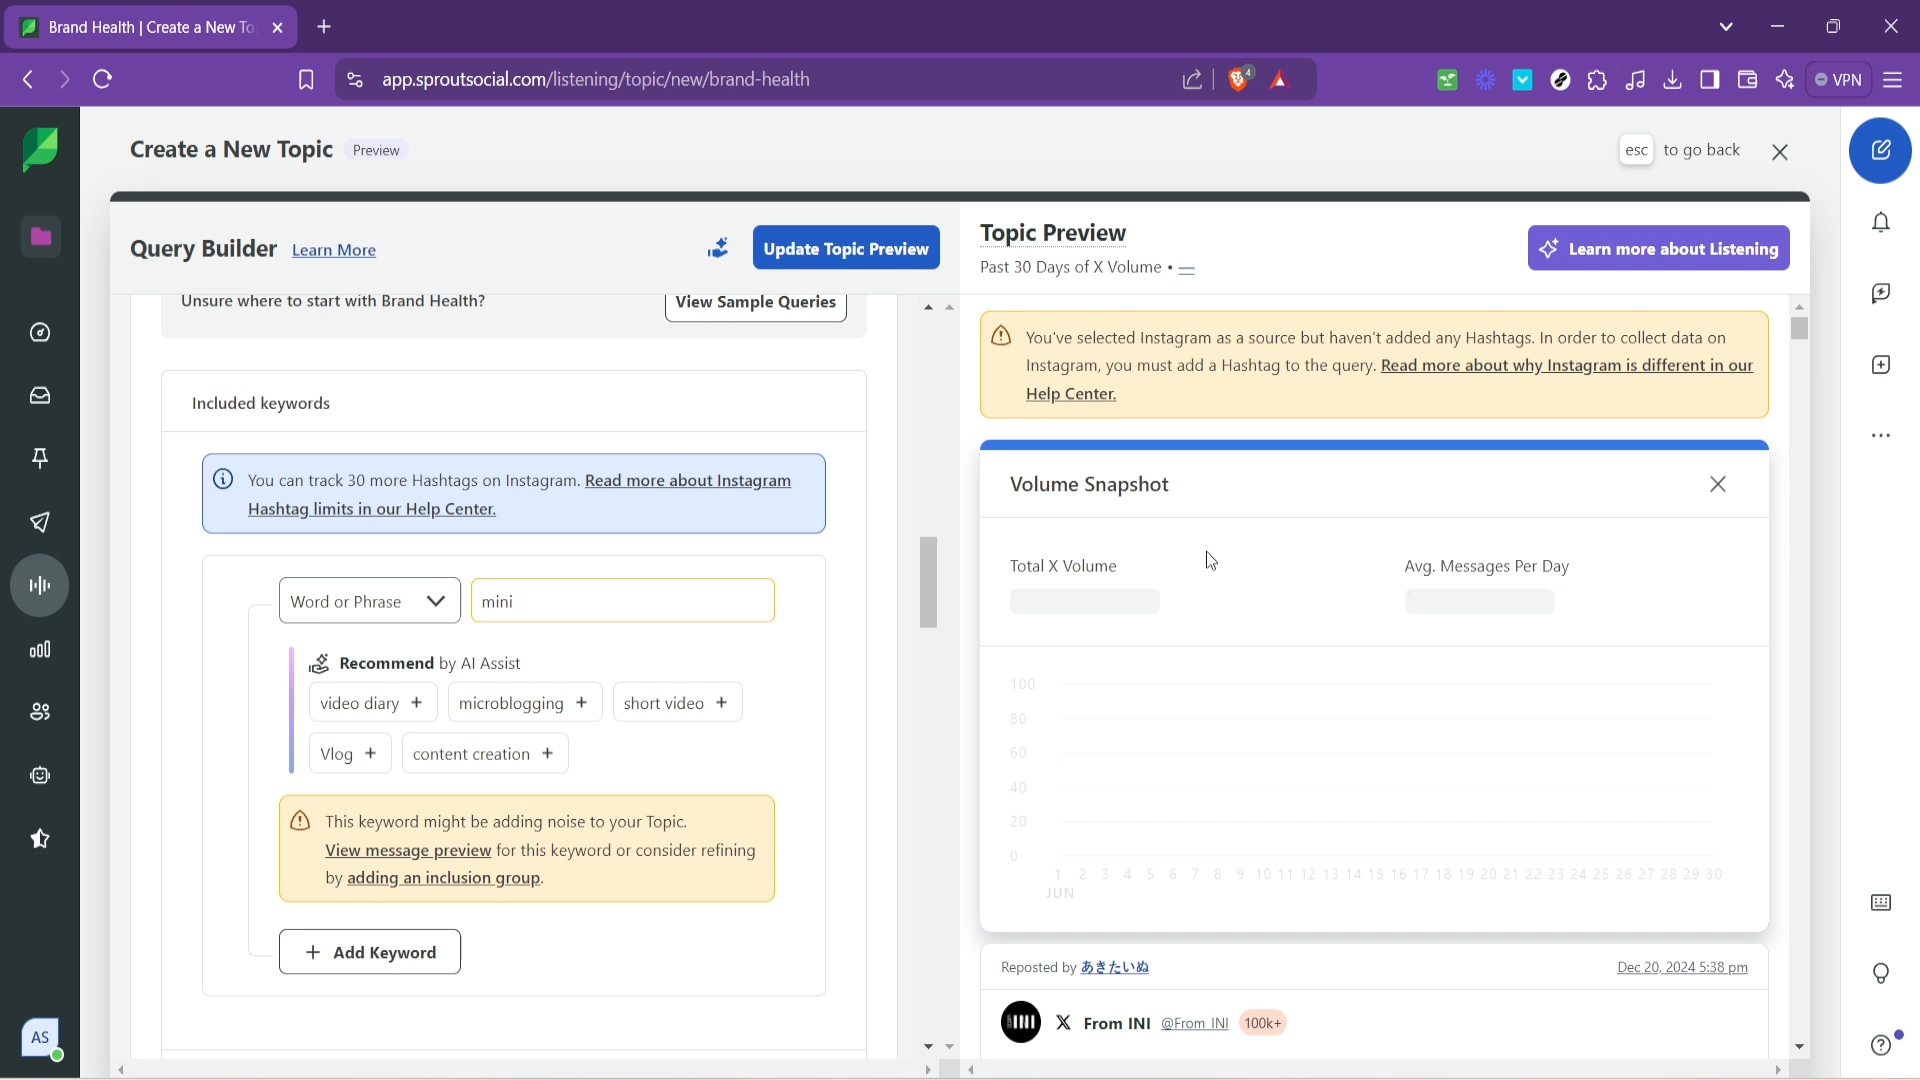 Brand Health | Create a New To
app.sproutsocial.com/listening/topic/new/brand-health
4
VPN
Create a New Topic Preview
esc to go back
Query Builder Learn More
Update Topic Preview
Topic Preview
Past 30 Days of X Volume •
Learn more about Listening
Unsure where to start with Brand Health?
View Sample Queries
Included keywords
You can track 30 more Hashtags on Instagram. Read more about Instagram
Hashtag limits in our Help Center.
Word or Phrase
mini
Recommend by AI Assist
video diary +
microblogging +
short video +
Vlog +
content creation +
This keyword might be adding noise to your Topic.
View message preview for this keyword or consider refining
by adding an inclusion group.
+ Add Keyword
You've selected Instagram as a source but haven't added any Hashtags. In order to collect data on
Instagram, you must add a Hashtag to the query. Read more about why Instagram is different in our
Help Center.
Volume Snapshot
Total X Volume
Avg. Messages Per Day
100
80
60
40
20
0
1 2 3 4 5 6 7 8 9 10 11 12 13 14 15 16 17 18 19 20 21 22 23 24 25 26 27 28 29 30
JUN
Reposted by あきたいぬ
Dec 20, 2024 5:38 pm
From INI @From_INI 100k+
AS